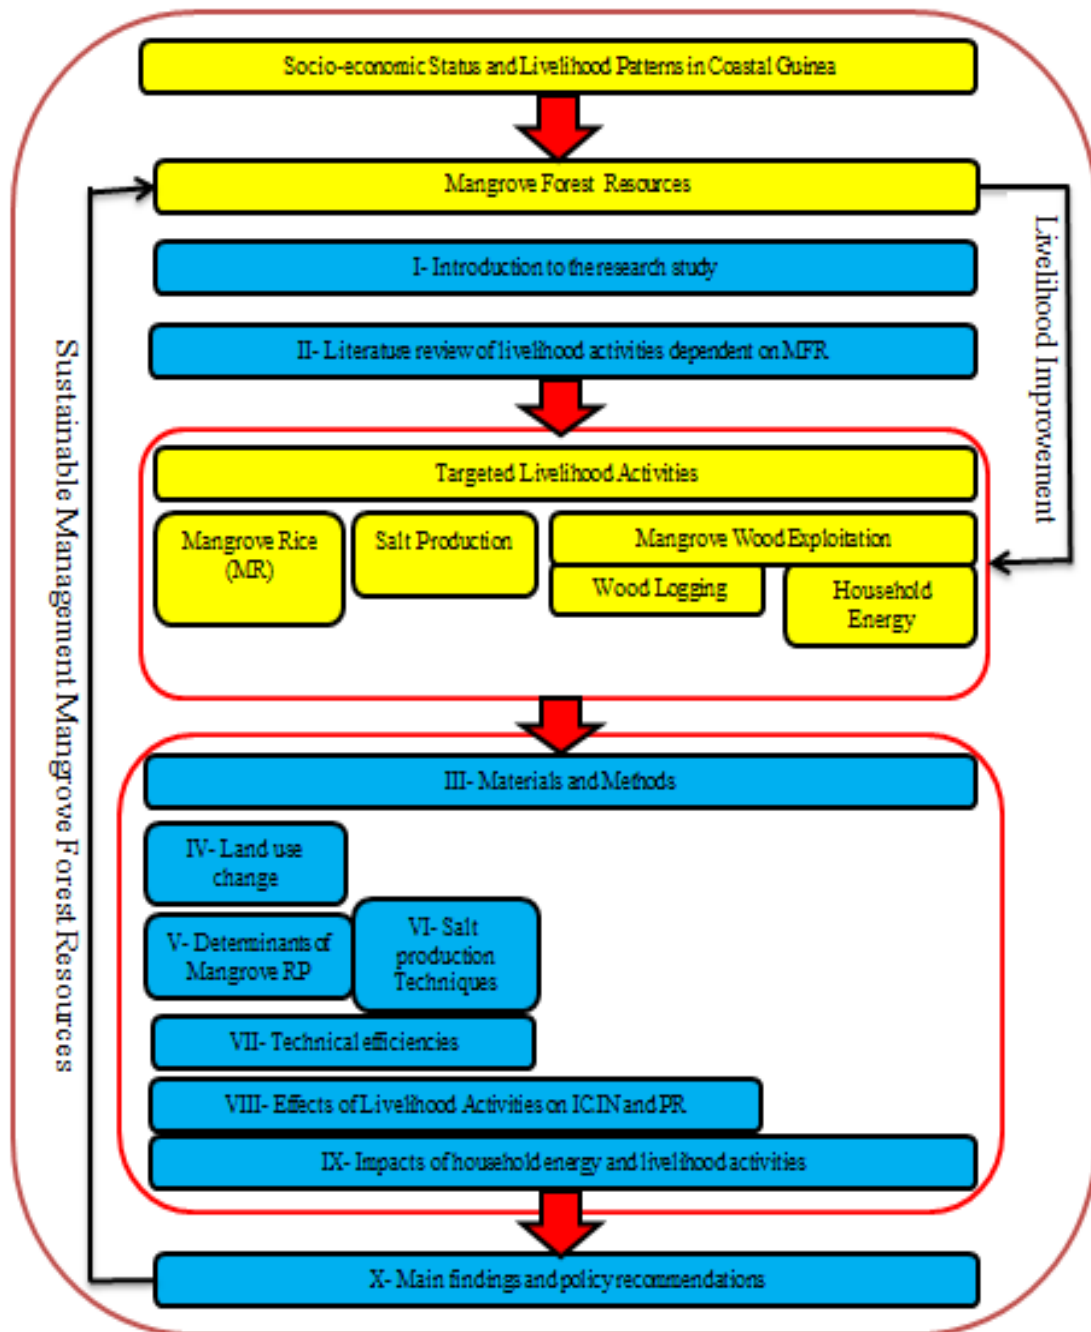 Socio-economic Status and Livelihood Patterns in Coastal Guinea
Mangrove Forest Resources
I- Introduction to the research study
II- Literature review of livelihood activities dependent on MFR
Livelihood Improvement
Sustainable Management Mangrove Forest Resources
Targeted Livelihood Activities
Mangrove Rice
(MR)
Salt Production
Mangrove Wood Exploitation
Wood Logging
Household
Energy
III- Materials and Methods
IV- Land use
change
V- Determinants of
Mangrove RP
VI- Salt
production
Techniques
VII- Technical efficiencies
VIII- Effects of Livelihood Activities on IC.IN and PR
IX- Impacts of household energy and livelihood activities
X- Main findings and policy recommendations